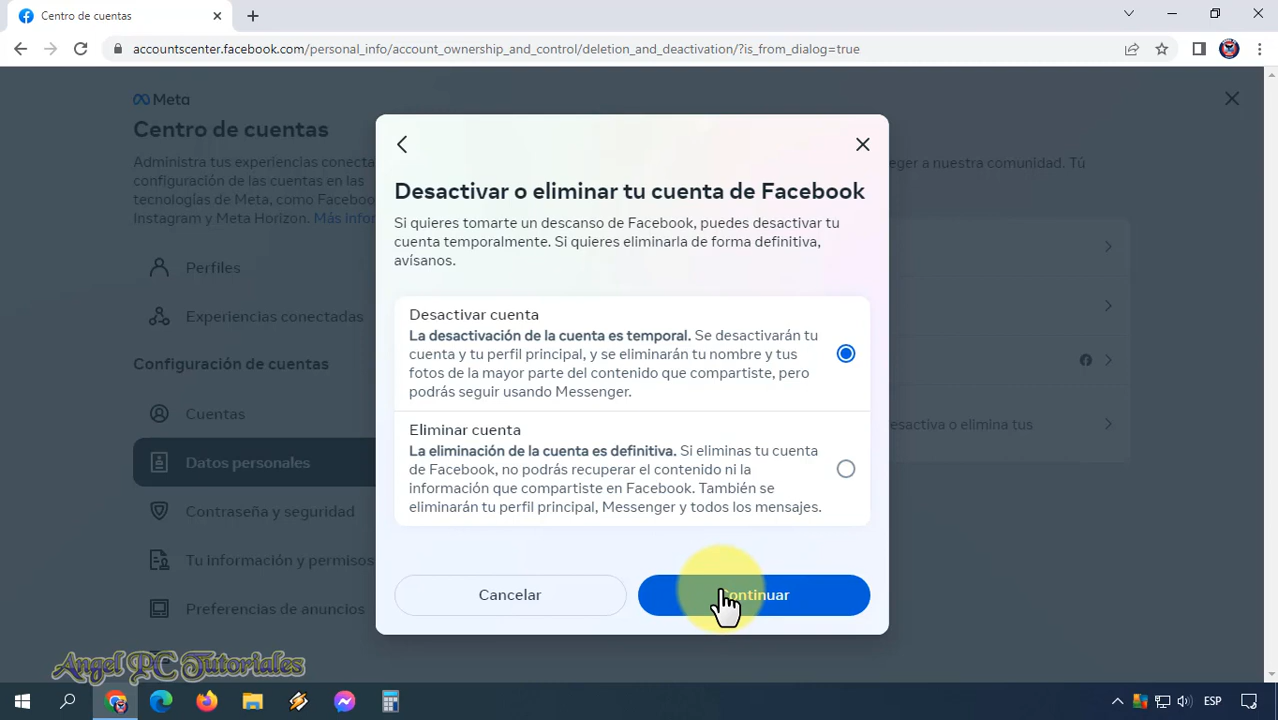 Centro de cuentas
accountscenter.facebook.com/personal_info/account_ownership_and_control/deletion_and_deactivation/?is_from_dialog=true
Meta
Centro de cuentas
Administra tus experiencias conecta
configuración de las cuentas en las
tecnologías de Meta, como Facebo
Instagram y Meta Horizon. Más info
Perfiles
Experiencias conectadas
Configuración de cuentas
Cuentas
Datos personales
Contraseña y seguridad
Tu información y permisos
Preferencias de anuncios
eger a nuestra comunidad. Tú
esactiva o elimina tus
Desactivar o eliminar tu cuenta de Facebook
Si quieres tomarte un descanso de Facebook, puedes desactivar tu
cuenta temporalmente. Si quieres eliminarla de forma definitiva,
avísanos.
Desactivar cuenta
La desactivación de la cuenta es temporal. Se desactivarán tu
cuenta y tu perfil principal, y se eliminarán tu nombre y tus
fotos de la mayor parte del contenido que compartiste, pero
podrás seguir usando Messenger.
Eliminar cuenta
La eliminación de la cuenta es definitiva. Si eliminas tu cuenta
de Facebook, no podrás recuperar el contenido ni la
información que compartiste en Facebook. También se
eliminarán tu perfil principal, Messenger y todos los mensajes.
Cancelar
Continuar
Angel PC Tutoriales
ESP